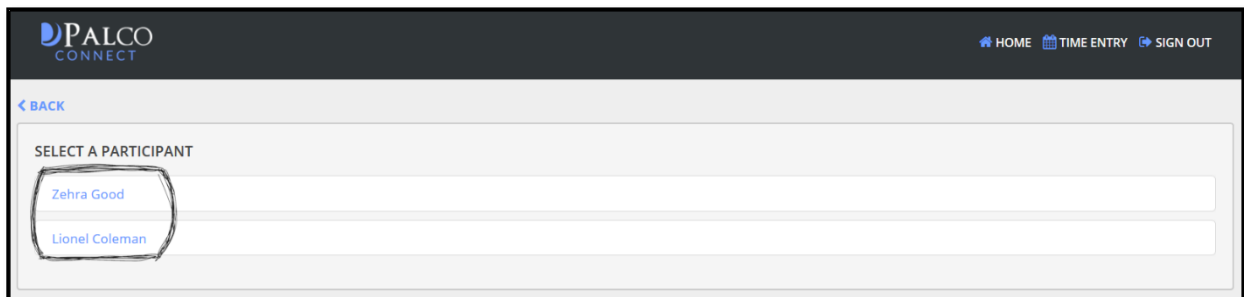 PALCO
CONNECT
HOME TIME ENTRY SIGN OUT
BACK
SELECT A PARTICIPANT
Zehra Good
Lionel Coleman